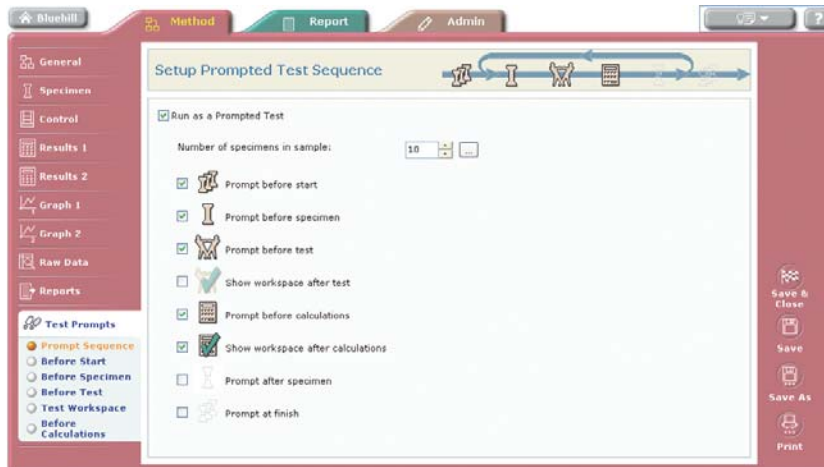 Bluehill
Method
Report
Admin
?
General
Specimen
Control
Results 1
Results 2
Graph 1
Graph 2
Raw Data
Reports
Test Prompts
Prompt Sequence
Before Start
Before Specimen
Before Test
Test Workspace
Before
Calculations
Setup Prompted Test Sequence
Run as a Prompted Test
Number of specimens in sample:
10
...
Prompt before start
Prompt before specimen
Prompt before test
Show workspace after test
Prompt before calculations
Show workspace after calculations
Prompt after specimen
Prompt at finish
Save &
Close
Save
Save As
Print